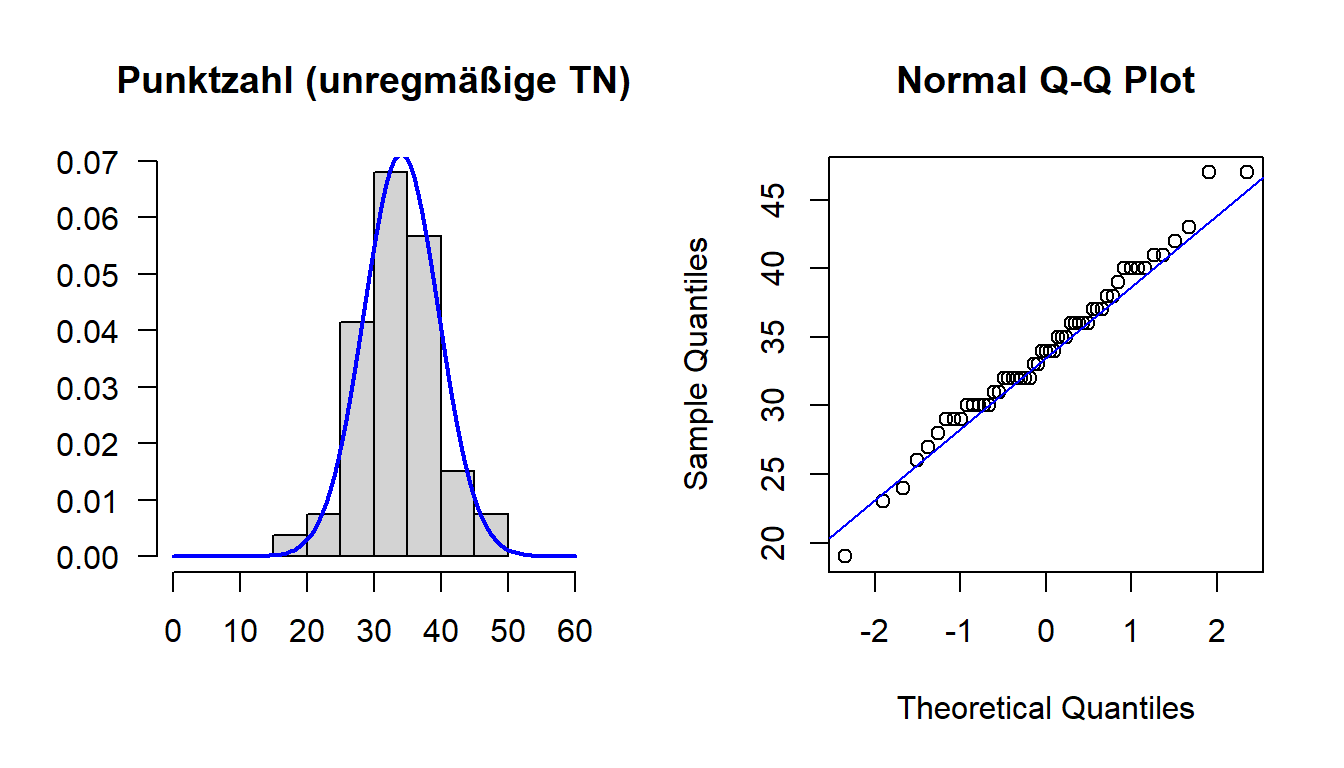 Punktzahl (unregmäßige TN)
0.07
0.06
0.05
0.04
0.03
0.02
0.01
0.00
0 10 20 30 40 50 60
Normal Q-Q Plot
Sample Quantiles
45
40
35
30
25
20
-2 -1 0 1 2
Theoretical Quantiles